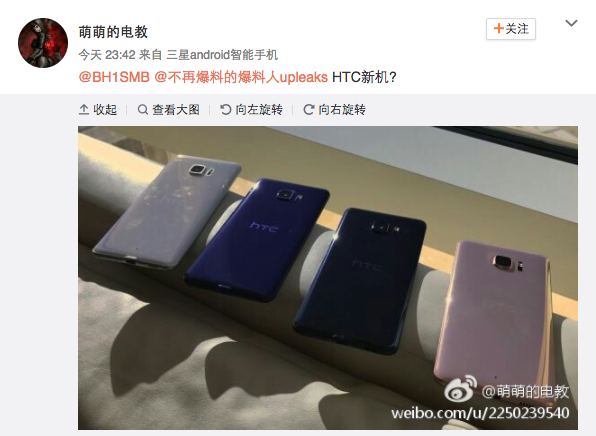 萌萌的电教
+关注
今天 23:42 来自 三星android智能手机
@BH1SMB @不再爆料的爆料人upleaks HTC新机?
收起 查看大图 向左旋转 向右旋转
hTC
hTC
@萌萌的电教
weibo.com/u/2250239540